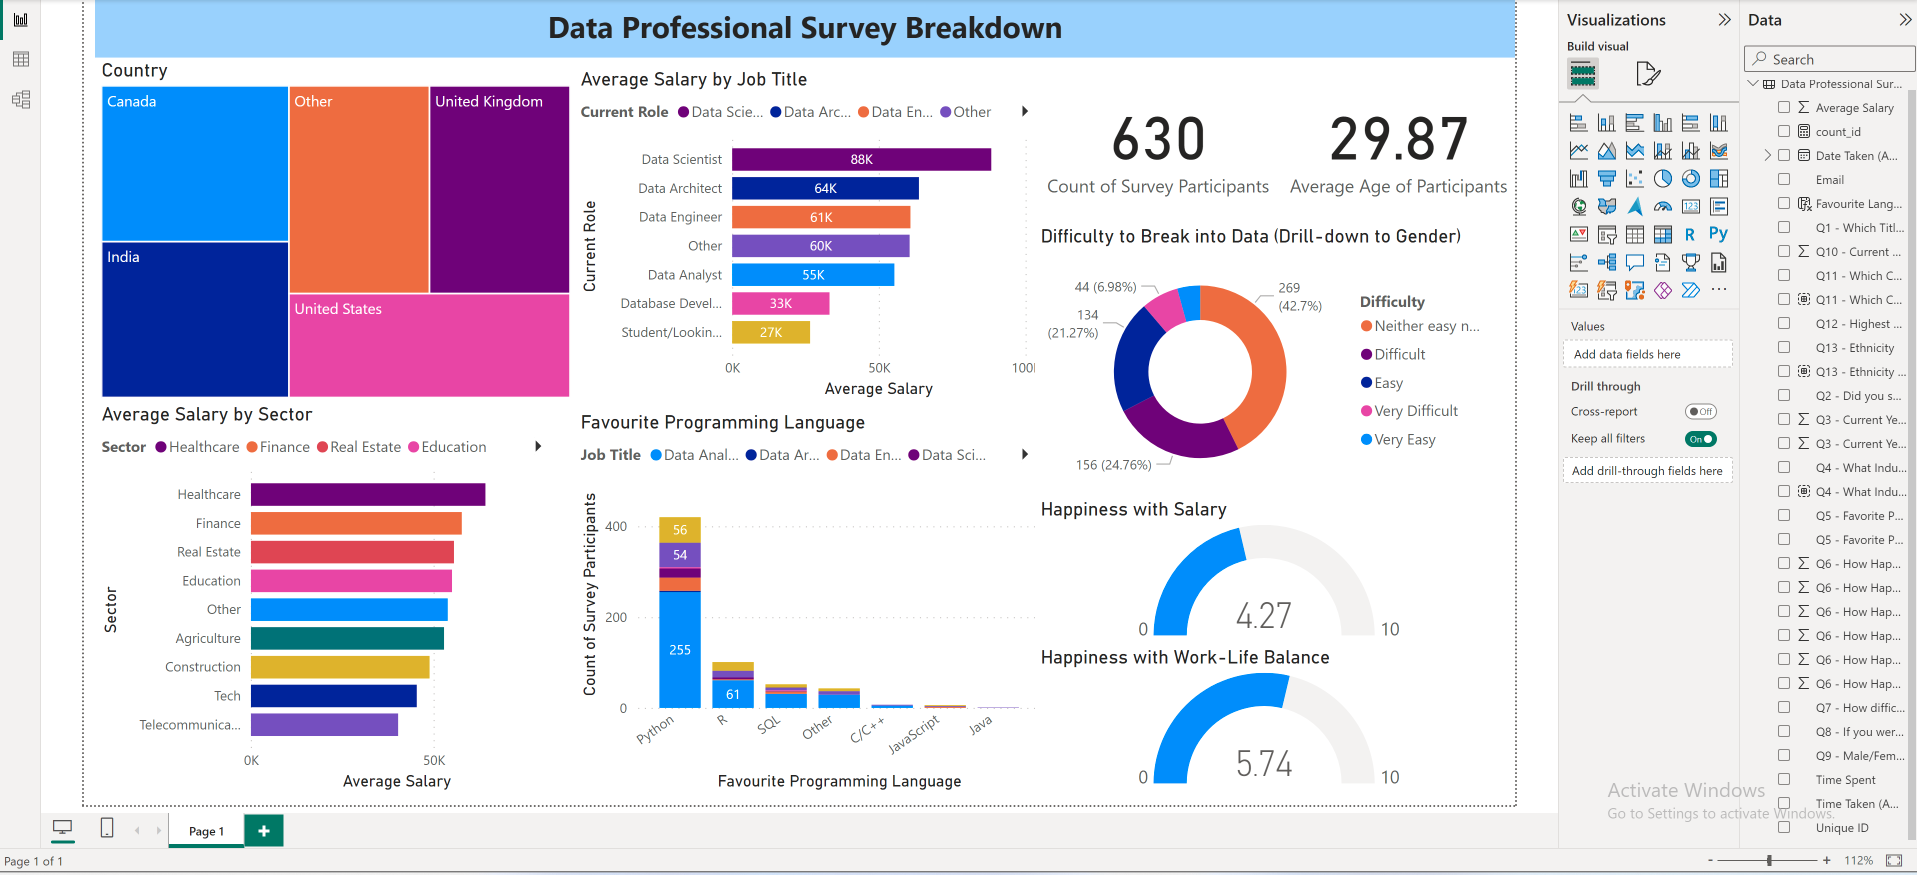 Data Professional Survey Breakdown
Country
Canada
Other
United Kingdom
India
United States
Average Salary by Job Title
Current Role Data Scie... Data Arc... Data En... Other
Current Role
Data Scientist 88K
Data Architect 64K
Data Engineer 61K
Other 60K
Data Analyst 55K
Database Devel... 33K
Student/Lookin... 27K
0K 50K 100
Average Salary
630
Count of Survey Participants
29.87
Average Age of Participants
Difficulty to Break into Data (Drill-down to Gender)
44 (6.98%)
134
(21.27%)
269
(42.7%)
156 (24.76%)
Difficulty
Neither easy n...
Difficult
Easy
Very Difficult
Very Easy
Average Salary by Sector
Sector Healthcare Finance Real Estate Education
Sector
Healthcare
Finance
Real Estate
Education
Other
Agriculture
Construction
Tech
Telecommunica...
0K 50K
Average Salary
Favourite Programming Language
Job Title Data Anal... Data Ar... Data En... Data Sci...
Count of Survey Participants
400
200
0
56
54
255
61
Python R SQL Other C/C++ JavaScript Java
Favourite Programming Language
Happiness with Salary
0 4.27 10
Happiness with Work-Life Balance
0 5.74 10
Visualizations
Build visual
123
R Py
123
Values
Add data fields here
Drill through
Cross-report Off
Keep all filters On
Add drill-through fields here
Data
Search
Data Professional Sur...
Average Salary
count_id
Date Taken (A...
Email
Favourite Lang...
Q1 - Which Titl...
Q10 - Current ...
Q11 - Which C...
Q11 - Which C...
Q12 - Highest ...
Q13 - Ethnicity
Q13 - Ethnicity ...
Q2 - Did you s...
Q3 - Current Ye...
Q3 - Current Ye...
Q4 - What Indu...
Q4 - What Indu...
Q5 - Favorite P...
Q5 - Favorite P...
Q6 - How Hap...
Q6 - How Hap...
Q6 - How Hap...
Q6 - How Hap...
Q6 - How Hap...
Q6 - How Hap...
Q7 - How diffic...
Q8 - If you wer...
Q9 - Male/Fem...
Time Spent
Time Taken (A...
Unique ID
Activate Windows
Go to Settings to activate Windows.
Page 1
Page 1 of 1
- + 112%